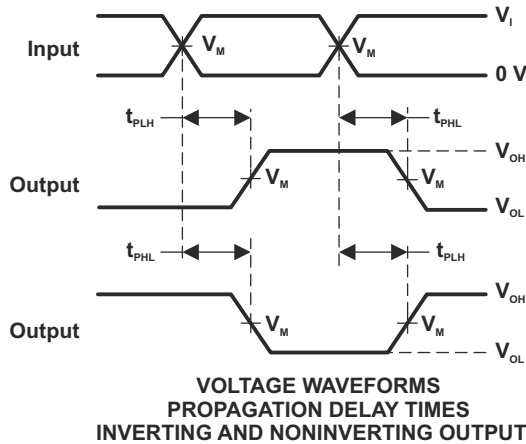 V_I
Input
V_M
V_M
0 V
t_PLH
t_PHL
V_OH
Output
V_M
V_M
V_OL
t_PHL
t_PLH
V_OH
Output
V_M
V_M
V_OL
VOLTAGE WAVEFORMS
PROPAGATION DELAY TIMES
INVERTING AND NONINVERTING OUTPUT